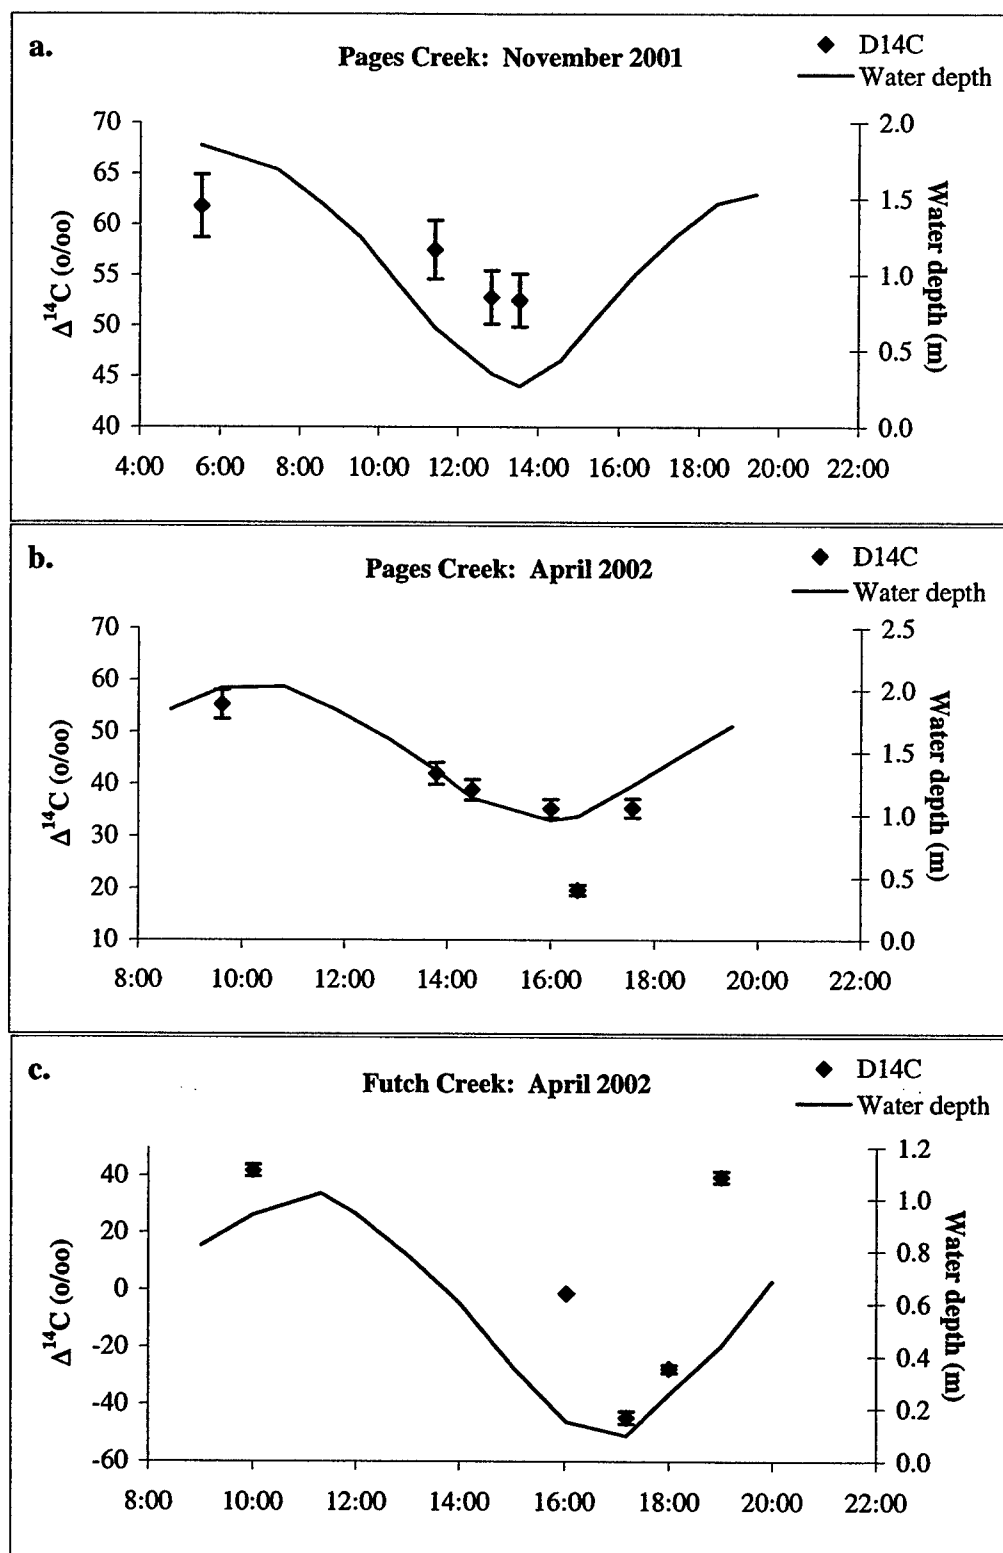 a.
Pages Creek: November 2001
D14C
Water depth
70
65
60
55
50
45
40
Δ¹⁴C (o/oo)
2.0
1.5
1.0
0.5
0.0
Water depth (m)
4:00 6:00 8:00 10:00 12:00 14:00 16:00 18:00 20:00 22:00
b.
Pages Creek: April 2002
D14C
Water depth
70
60
50
40
30
20
10
Δ¹⁴C (o/oo)
2.5
2.0
1.5
1.0
0.5
0.0
Water depth (m)
8:00 10:00 12:00 14:00 16:00 18:00 20:00 22:00
c.
Futch Creek: April 2002
D14C
Water depth
40
20
0
-20
-40
-60
Δ¹⁴C (o/oo)
1.2
1.0
0.8
0.6
0.4
0.2
0.0
Water depth (m)
8:00 10:00 12:00 14:00 16:00 18:00 20:00 22:00